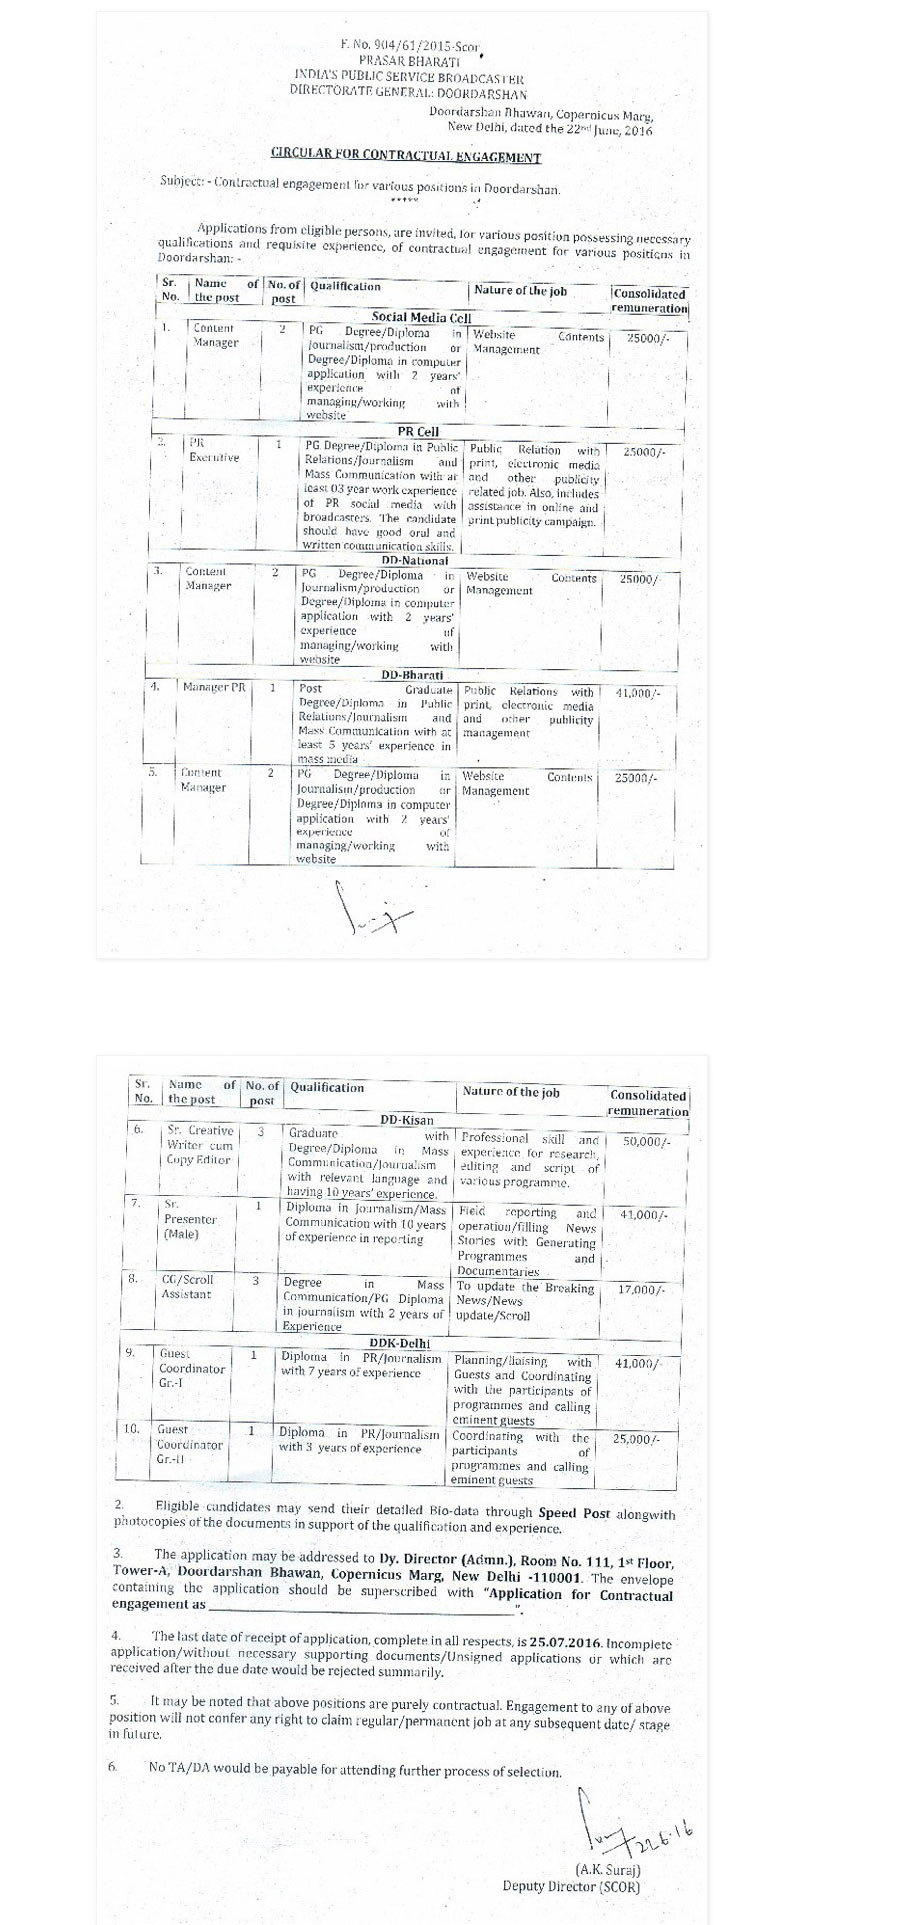 F. No. 904/61/2015-Scor
PRASAR BHARATI
INDIA'S PUBLIC SERVICE BROADCASTER
DIRECTORATE GENERAL: DOORDARSHAN
Doordarshan Bhawan, Copernicus Marg,
New Delhi, dated the 22nd June, 2016
CIRCULAR FOR CONTRACTUAL ENGAGEMENT
Subject: - Contractual engagement for various positions in Doordarshan.
*****
Applications from eligible persons, are invited, for various position possessing necessary
qualifications and requisite experience, of contractual engagement for various positions in
Doordarshan: -
Sr. Name of No. of Qualification Nature of the job Consolidated
No. the post post remuneration
Social Media Cell
1. Content 2 PG Degree/Diploma in Website Contents 25000/-
Manager Journalism/production or Management
Degree/Diploma in computer
application with 2 years'
experience of
managing/working with
website
PR Cell
2. PR 1 PG Degree/Diploma in Public Public Relation with 25000/-
Executive Relations/Journalism and print, electronic media
Mass Communication with at and other publicity
least 03 year work experience related job. Also, includes
of PR social media with assistance in online and
broadcasters. The candidate print publicity campaign.
should have good oral and
written communication skills.
DD-National
3. Content 2 PG Degree/Diploma in Website Contents 25000/-
Manager Journalism/production or Management
Degree/Diploma in computer
application with 2 years'
experience of
managing/working with
website
DD-Bharati
4. Manager PR 1 Post Graduate Public Relations with 41,000/-
Degree/Diploma in Public print, electronic media
Relations/Journalism and and other publicity
Mass Communication with at management
least 5 years' experience in
mass media
5. Content 2 PG Degree/Diploma in Website Contents 25000/-
Manager Journalism/production or Management
Degree/Diploma in computer
application with 2 years'
experience of
managing/working with
website
Sr. Name of No. of Qualification Nature of the job Consolidated
No. the post post remuneration
DD-Kisan
6. Sr. Creative 3 Graduate with Professional skill and 50,000/-
Writer cum Degree/Diploma in Mass experience for research,
Copy Editor Communication/Journalism editing and script of
with relevant language and various programme.
having 10 years' experience.
7. Sr. 1 Diploma in Journalism/Mass Field reporting and 41,000/-
Presenter Communication with 10 years operation/filling News
(Male) of experience in reporting Stories with Generating
Programmes and
Documentaries
8. CG/Scroll 3 Degree in Mass To update the Breaking 17,000/-
Assistant Communication/PG Diploma News/News
in journalism with 2 years of update/Scroll
Experience
DDK-Delhi
9. Guest 1 Diploma in PR/Journalism Planning/liaising with 41,000/-
Coordinator with 7 years of experience Guests and Coordinating
Gr.-I with the participants of
programmes and calling
eminent guests
10. Guest 1 Diploma in PR/Journalism Coordinating with the 25,000/-
Coordinator with 3 years of experience participants of
Gr.-II programmes and calling
eminent guests
2. Eligible candidates may send their detailed Bio-data through Speed Post alongwith
photocopies of the documents in support of the qualification and experience.
3. The application may be addressed to Dy. Director (Admn.), Room No. 111, 1st Floor,
Tower-A, Doordarshan Bhawan, Copernicus Marg, New Delhi -110001. The envelope
containing the application should be superscribed with "Application for Contractual
engagement as ____________________".
4. The last date of receipt of application, complete in all respects, is 25.07.2016. Incomplete
application/without necessary supporting documents/Unsigned applications or which are
received after the due date would be rejected summarily.
5. It may be noted that above positions are purely contractual. Engagement to any of above
position will not confer any right to claim regular/permanent job at any subsequent date/ stage
in future.
6. No TA/DA would be payable for attending further process of selection.
22.6.16
(A.K. Suraj)
Deputy Director (SCOR)